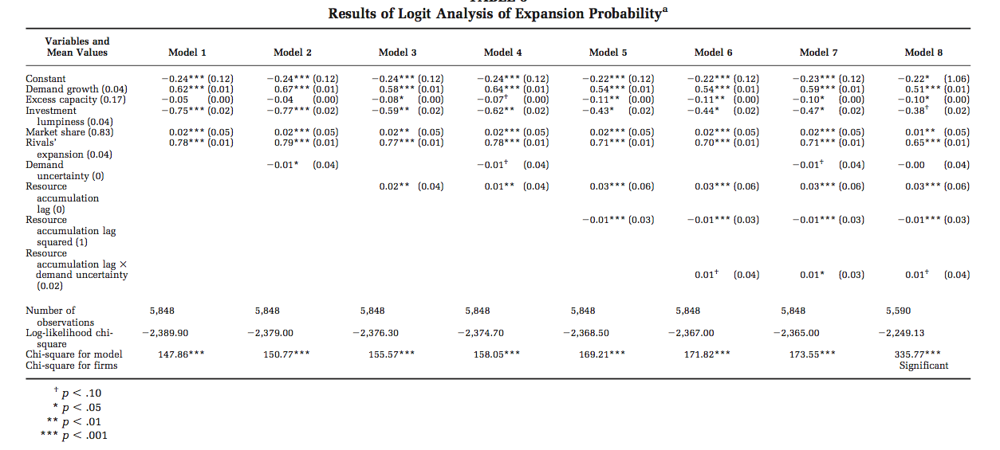 Results of Logit Analysis of Expansion Probabilityᵃ
Variables and
Mean Values Model 1 Model 2 Model 3 Model 4 Model 5 Model 6 Model 7 Model 8
Constant −0.24*** (0.12) −0.24*** (0.12) −0.24*** (0.12) −0.24*** (0.12) −0.22*** (0.12) −0.22*** (0.12) −0.23*** (0.12) −0.22* (1.06)
Demand growth (0.04) 0.62*** (0.01) 0.67*** (0.01) 0.58*** (0.01) 0.64*** (0.01) 0.54*** (0.01) 0.54*** (0.01) 0.59*** (0.01) 0.51*** (0.01)
Excess capacity (0.17) −0.05 (0.00) −0.04 (0.00) −0.08* (0.00) −0.07† (0.00) −0.11** (0.00) −0.11** (0.00) −0.10* (0.00) −0.10* (0.00)
Investment −0.75*** (0.02) −0.77*** (0.02) −0.59** (0.02) −0.62** (0.02) −0.43* (0.02) −0.44* (0.02) −0.47* (0.02) −0.38† (0.02)
lumpiness (0.04)
Market share (0.83) 0.02*** (0.05) 0.02*** (0.05) 0.02** (0.05) 0.02*** (0.05) 0.02*** (0.05) 0.02*** (0.05) 0.02*** (0.05) 0.01** (0.05)
Rivals’ 0.78*** (0.01) 0.79*** (0.01) 0.77*** (0.01) 0.78*** (0.01) 0.71*** (0.01) 0.70*** (0.01) 0.71*** (0.01) 0.65*** (0.01)
expansion (0.04)
Demand −0.01* (0.04) −0.01† (0.04) −0.01† (0.04) −0.00 (0.04)
uncertainty (0)
Resource 0.02** (0.04) 0.01** (0.04) 0.03*** (0.06) 0.03*** (0.06) 0.03*** (0.06) 0.03*** (0.06)
accumulation
lag (0)
Resource −0.01*** (0.03) −0.01*** (0.03) −0.01*** (0.03) −0.01*** (0.03)
accumulation lag
squared (1)
Resource
accumulation lag ×
demand uncertainty 0.01† (0.04) 0.01* (0.03) 0.01† (0.04)
(0.02)
Number of 5,848 5,848 5,848 5,848 5,848 5,848 5,848 5,590
observations
Log-likelihood chi- −2,389.90 −2,379.00 −2,376.30 −2,374.70 −2,368.50 −2,367.00 −2,365.00 −2,249.13
square
Chi-square for model 147.86*** 150.77*** 155.57*** 158.05*** 169.21*** 171.82*** 173.55*** 335.77***
Chi-square for firms Significant
† p < .10
* p < .05
** p < .01
*** p < .001